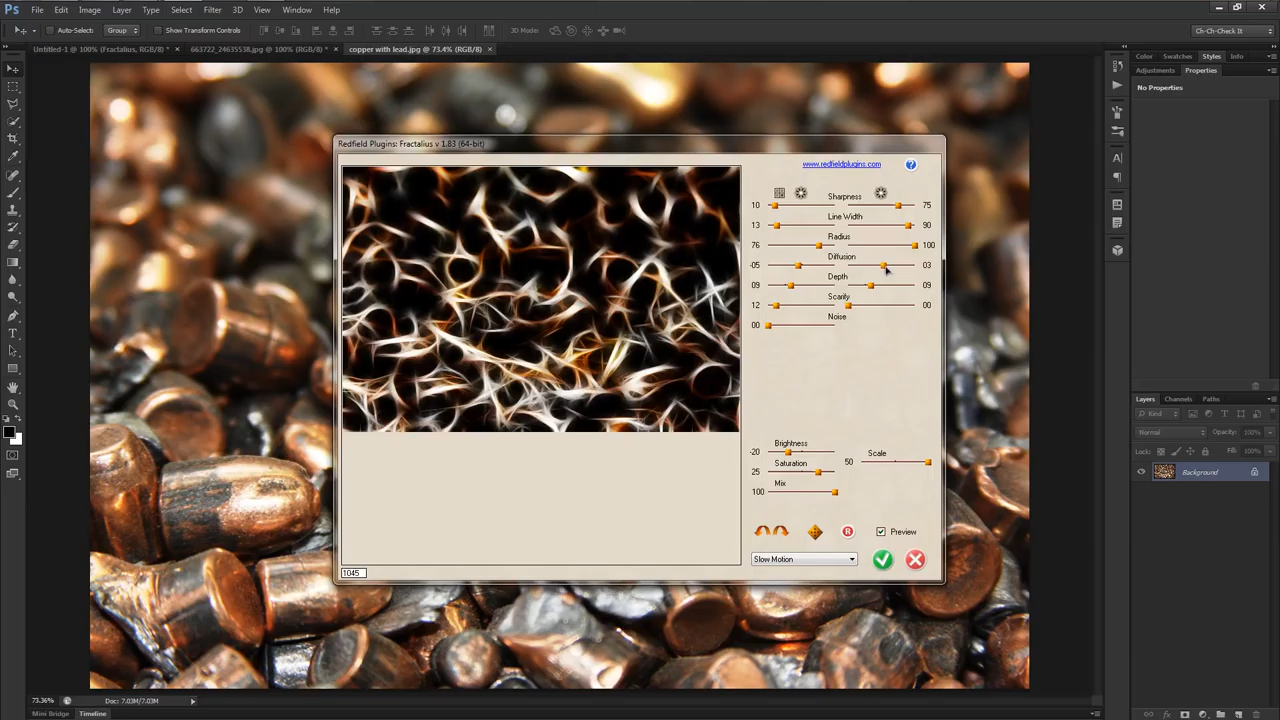 Ps File Edit Image Layer Type Select Filter 3D View Window Help
Auto-Select: Group Show Transform Controls 3D Mode: Ch-Ch-Check It
Untitled-1 @ 100% (Fractalius, RGB/8) * × 663722_24635538.jpg @ 100% (RGB/8) * × copper with lead.jpg @ 73.4% (RGB/8) ×
Color Swatches Styles Info
Adjustments Properties
No Properties
Redfield Plugins: Fractalius v 1.83 (64-bit)
www.redfieldplugins.com ?
Sharpness
10 75
Line Width
13 90
Radius
76 100
Diffusion
-05 03
Depth
09 09
Scarify
12 00
Noise
00
Brightness
-20
Scale
50
Saturation
25
Mix
100
R Preview
Slow Motion
1045
Layers Channels Paths
Kind
Normal Opacity: 100%
Lock: Fill: 100%
Background
73.36% Doc: 7.03M/7.03M
Mini Bridge Timeline